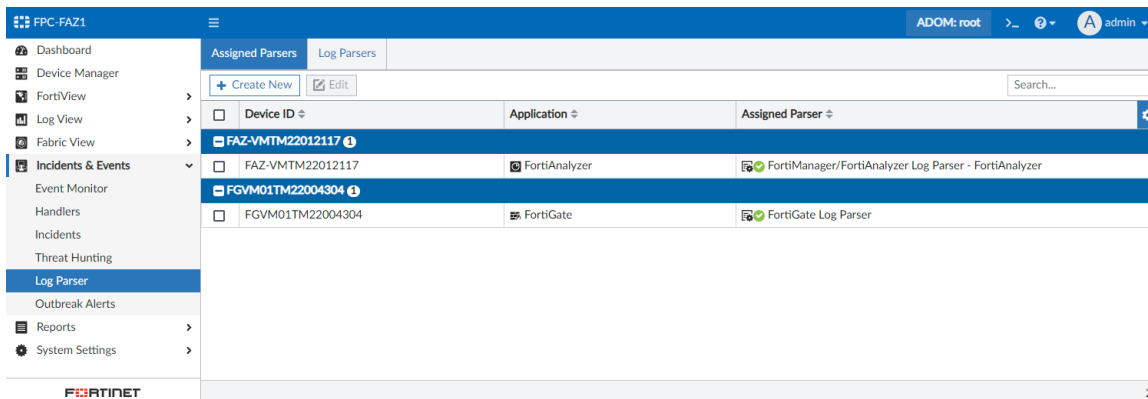 FPC-FAZ1
ADOM: root
>_
?
A admin
Dashboard
Device Manager
FortiView
Log View
Fabric View
Incidents & Events
Event Monitor
Handlers
Incidents
Threat Hunting
Log Parser
Outbreak Alerts
Reports
System Settings
FORTINET
Assigned Parsers
Log Parsers
+ Create New
Edit
Search...
Device ID
Application
Assigned Parser
FAZ-VMTM22012117 1
FAZ-VMTM22012117
FortiAnalyzer
FortiManager/FortiAnalyzer Log Parser - FortiAnalyzer
FGVM01TM22004304 1
FGVM01TM22004304
FortiGate
FortiGate Log Parser